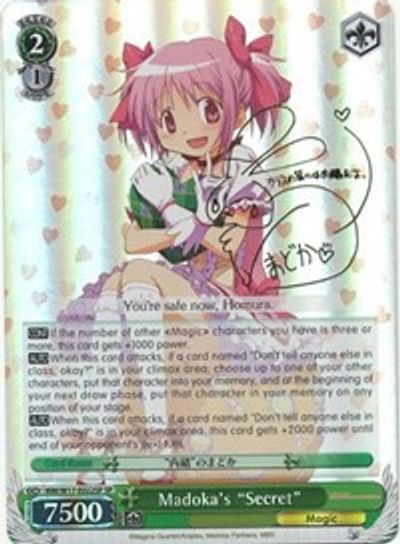 2
1
まどか
You're safe now, Homura.
CONT If the number of other «Magic» characters you have is three or
more, this card gets +1000 power.
AUTO When this card attacks, if a card named "Don't tell anyone else in
class, okay?" is in your climax area, choose up to one of your other
characters, put that character into your memory, and at the beginning of
your next draw phase, put that character in your memory on any
position of your stage.
AUTO When this card attacks, if a card named "Don't tell anyone else
in class, okay?" is in your climax area, this card gets +2000 power until
end of your opponent's next turn.
Card Name
"内緒"のまどか
7500
Madoka's "Secret"
Magic